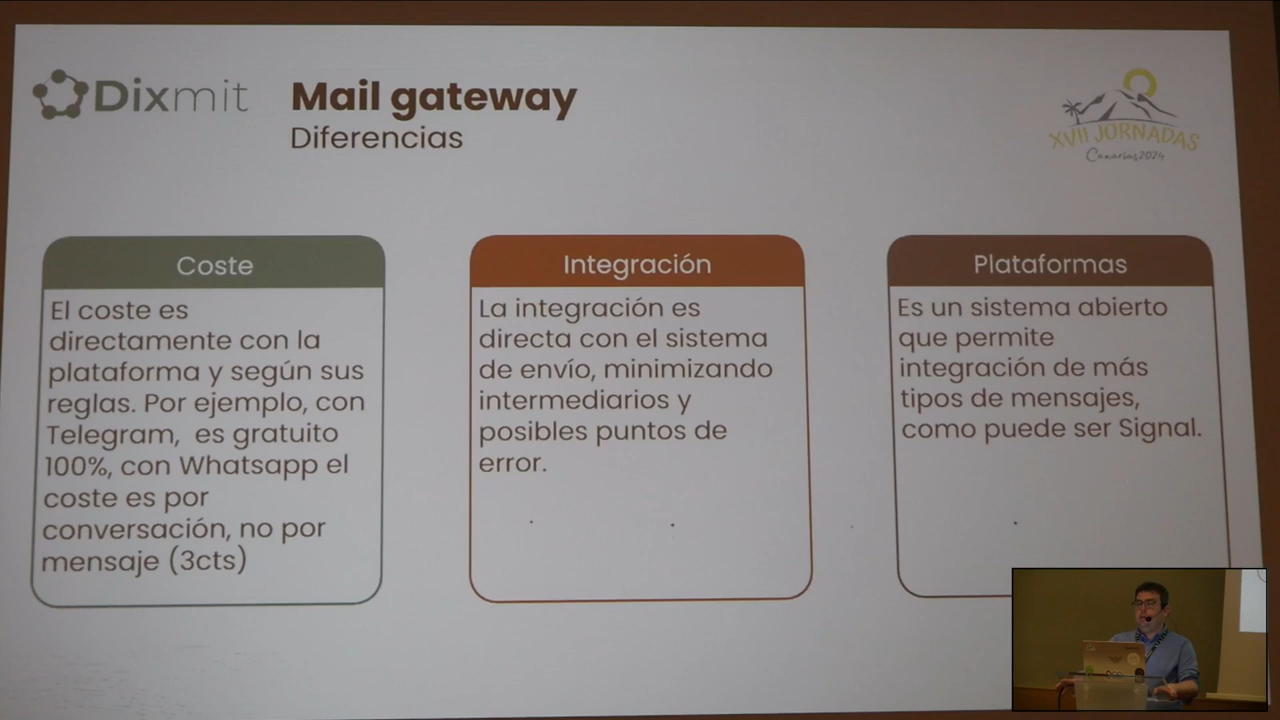 Dixmit
Mail gateway
Diferencias
XVII JORNADAS
Canarias2024
Coste
El coste es
directamente con la
plataforma y según sus
reglas. Por ejemplo, con
Telegram, es gratuito
100%, con Whatsapp el
coste es por
conversación, no por
mensaje (3cts)
Integración
La integración es
directa con el sistema
de envío, minimizando
intermediarios y
posibles puntos de
error.
Plataformas
Es un sistema abierto
que permite
integración de más
tipos de mensajes,
como puede ser Signal.